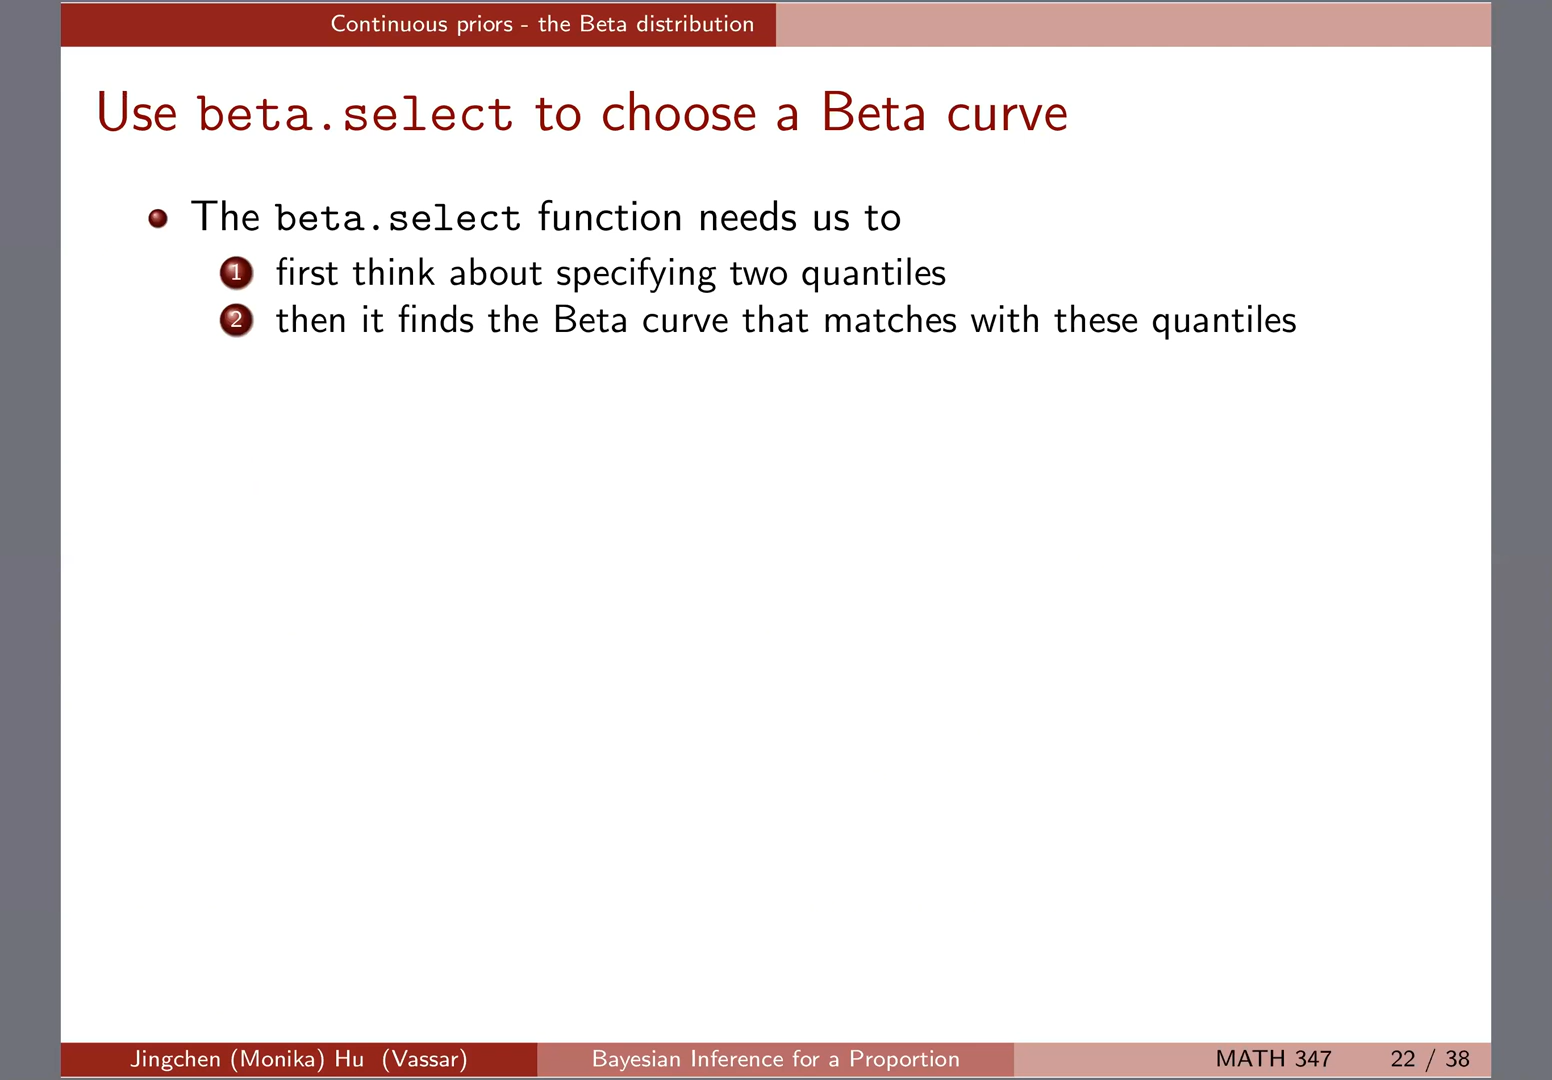 Continuous priors - the Beta distribution
Use beta.select to choose a Beta curve
The beta.select function needs us to
1 first think about specifying two quantiles
2 then it finds the Beta curve that matches with these quantiles
Jingchen (Monika) Hu (Vassar) Bayesian Inference for a Proportion MATH 347 22 / 38